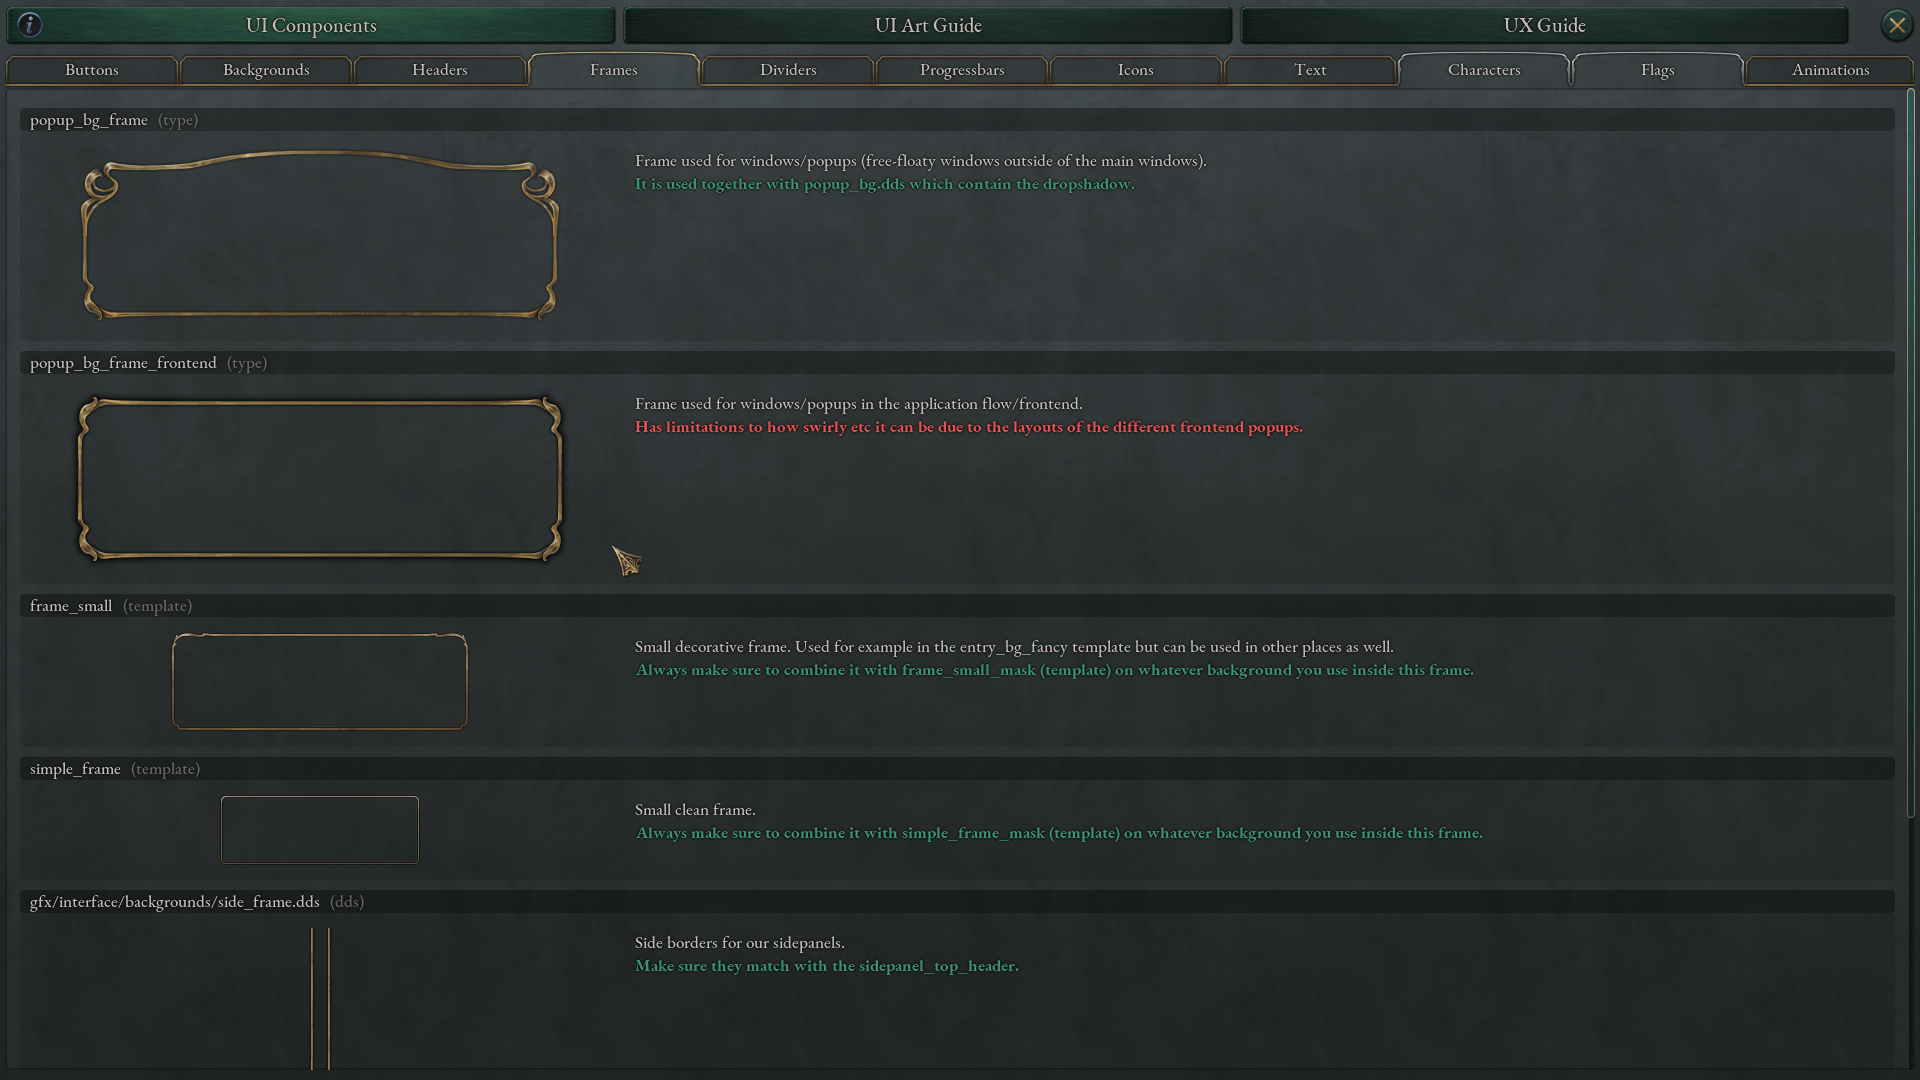 UI Components
UI Art Guide
UX Guide
Buttons
Backgrounds
Headers
Frames
Dividers
Progressbars
Icons
Text
Characters
Flags
Animations
popup_bg_frame (type)
Frame used for windows/popups (free-floaty windows outside of the main windows).
It is used together with popup_bg.dds which contain the dropshadow.
popup_bg_frame_frontend (type)
Frame used for windows/popups in the application flow/frontend.
Has limitations to how swirly etc it can be due to the layouts of the different frontend popups.
frame_small (template)
Small decorative frame. Used for example in the entry_bg_fancy template but can be used in other places as well.
Always make sure to combine it with frame_small_mask (template) on whatever background you use inside this frame.
simple_frame (template)
Small clean frame.
Always make sure to combine it with simple_frame_mask (template) on whatever background you use inside this frame.
gfx/interface/backgrounds/side_frame.dds (dds)
Side borders for our sidepanels.
Make sure they match with the sidepanel_top_header.